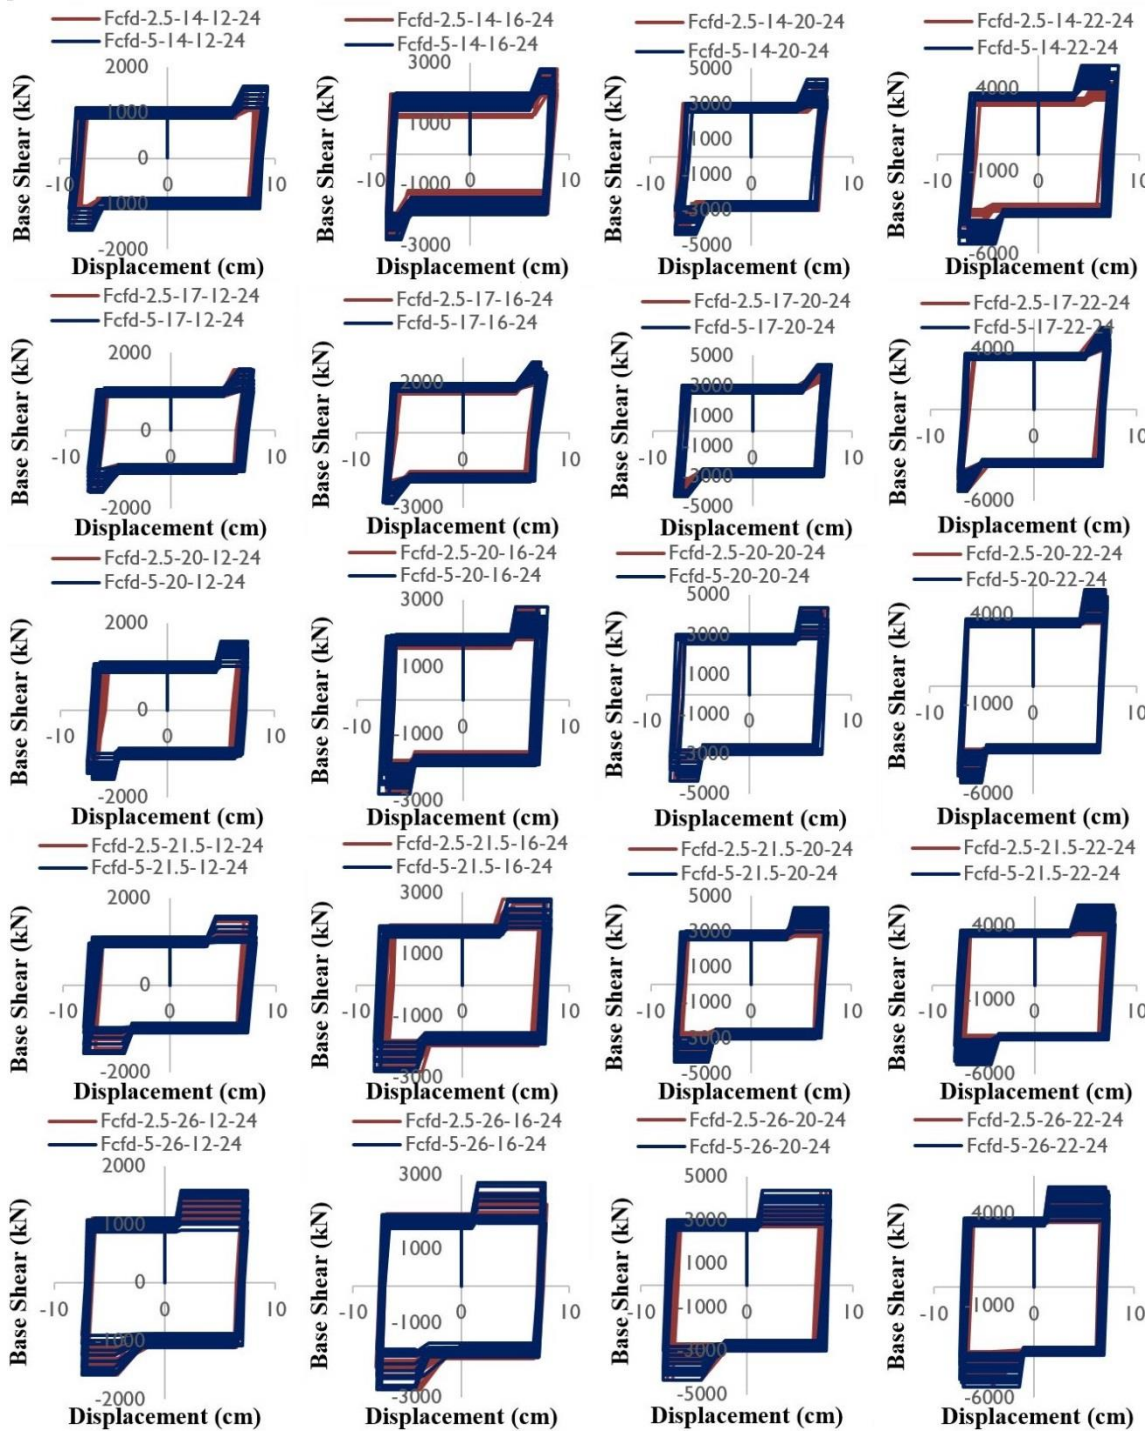 Fcfd-2.5-14-12-24
Fcfd-5-14-12-24
Base Shear (kN)
2000
1000
0
-1000
-2000
-10
0
10
Displacement (cm)
Fcfd-2.5-14-16-24
Fcfd-5-14-16-24
Base Shear (kN)
3000
1000
-1000
-3000
-10
0
10
Displacement (cm)
Fcfd-2.5-14-20-24
Fcfd-5-14-20-24
Base Shear (kN)
5000
3000
1000
-1000
-3000
-5000
-10
0
10
Displacement (cm)
Fcfd-2.5-14-22-24
Fcfd-5-14-22-24
Base Shear (kN)
4000
-1000
-6000
-10
0
10
Displacement (cm)
Fcfd-2.5-17-12-24
Fcfd-5-17-12-24
Base Shear (kN)
2000
0
-2000
-10
0
10
Displacement (cm)
Fcfd-2.5-17-16-24
Fcfd-5-17-16-24
Base Shear (kN)
2000
-3000
-10
0
10
Displacement (cm)
Fcfd-2.5-17-20-24
Fcfd-5-17-20-24
Base Shear (kN)
5000
3000
1000
-1000
-3000
-5000
-10
0
10
Displacement (cm)
Fcfd-2.5-17-22-24
Fcfd-5-17-22-24
Base Shear (kN)
4000
-1000
-6000
-10
0
10
Displacement (cm)
Fcfd-2.5-20-12-24
Fcfd-5-20-12-24
Base Shear (kN)
2000
0
-2000
-10
0
10
Displacement (cm)
Fcfd-2.5-20-16-24
Fcfd-5-20-16-24
Base Shear (kN)
3000
1000
-1000
-3000
-10
0
10
Displacement (cm)
Fcfd-2.5-20-20-24
Fcfd-5-20-20-24
Base Shear (kN)
5000
3000
1000
-1000
-3000
-5000
-10
0
10
Displacement (cm)
Fcfd-2.5-20-22-24
Fcfd-5-20-22-24
Base Shear (kN)
4000
-1000
-6000
-10
0
10
Displacement (cm)
Fcfd-2.5-21.5-12-24
Fcfd-5-21.5-12-24
Base Shear (kN)
2000
0
-2000
-10
0
10
Displacement (cm)
Fcfd-2.5-21.5-16-24
Fcfd-5-21.5-16-24
Base Shear (kN)
3000
1000
-1000
-3000
-10
0
10
Displacement (cm)
Fcfd-2.5-21.5-20-24
Fcfd-5-21.5-20-24
Base Shear (kN)
5000
3000
1000
-1000
-3000
-5000
-10
0
10
Displacement (cm)
Fcfd-2.5-21.5-22-24
Fcfd-5-21.5-22-24
Base Shear (kN)
4000
-1000
-6000
-10
0
10
Displacement (cm)
Fcfd-2.5-26-12-24
Fcfd-5-26-12-24
Base Shear (kN)
2000
1000
0
-1000
-2000
-10
0
10
Displacement (cm)
Fcfd-2.5-26-16-24
Fcfd-5-26-16-24
Base Shear (kN)
3000
1000
-1000
-3000
-10
0
10
Displacement (cm)
Fcfd-2.5-26-20-24
Fcfd-5-26-20-24
Base Shear (kN)
5000
3000
1000
-1000
-3000
-5000
-10
0
10
Displacement (cm)
Fcfd-2.5-26-22-24
Fcfd-5-26-22-24
Base Shear (kN)
4000
-1000
-6000
-10
0
10
Displacement (cm)